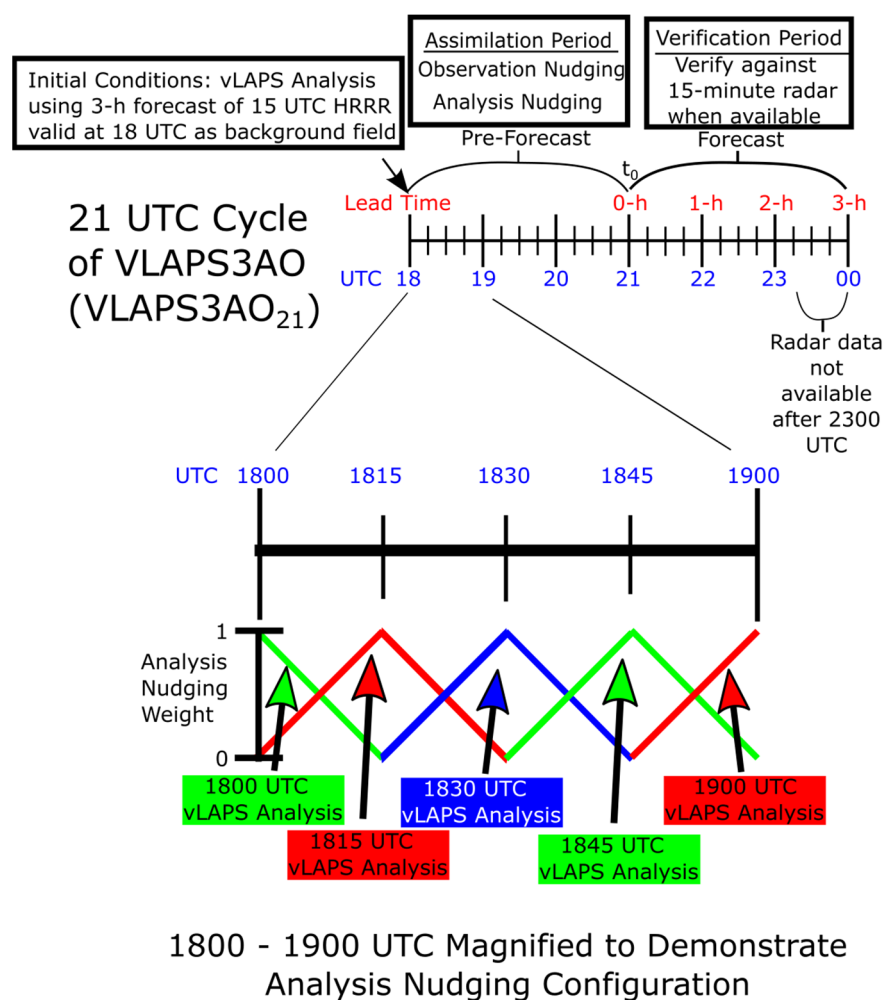 Assimilation Period
Observation Nudging
Analysis Nudging
Verification Period
Verify against
15-minute radar
when available
Initial Conditions: vLAPS Analysis
using 3-h forecast of 15 UTC HRRR
valid at 18 UTC as background field
Pre-Forecast
Forecast
t0
Lead Time 0-h 1-h 2-h 3-h
21 UTC Cycle
of VLAPS3AO
(VLAPS3AO21)
UTC 18 19 20 21 22 23 00
Radar data
not
available
after 2300
UTC
UTC 1800 1815 1830 1845 1900
1
Analysis
Nudging
Weight
0
1800 UTC
vLAPS Analysis
1815 UTC
vLAPS Analysis
1830 UTC
vLAPS Analysis
1845 UTC
vLAPS Analysis
1900 UTC
vLAPS Analysis
1800 - 1900 UTC Magnified to Demonstrate
Analysis Nudging Configuration